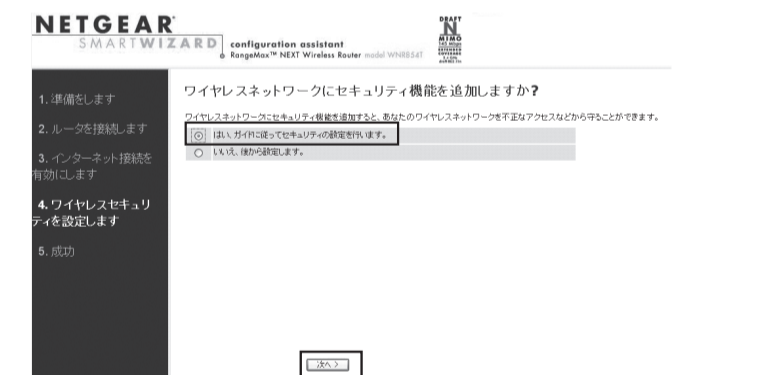 NETGEAR
SMARTWIZARD
configuration assistant
RangeMax™ NEXT Wireless Router model WNR854T
DRAFT
N
MIMO
1. 準備をします
2. ルータを接続します
3. インターネット接続を
有効にします
4. ワイヤレスセキュリ
ティを設定します
5. 成功
ワイヤレスネットワークにセキュリティ機能を追加しますか?
ワイヤレスネットワークにセキュリティ機能を追加すると、あなたのワイヤレスネットワークを不正なアクセスなどから守ることができます。
はい、ガイドに従ってセキュリティの設定を行います。
いいえ、後から設定します。
次へ >